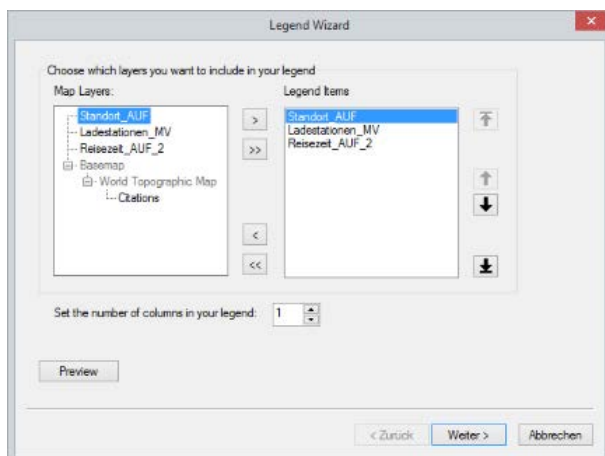 Legend Wizard
Choose which layers you want to include in your legend
Map Layers:
Legend Items
Standort_AUF
Ladestationen_MV
Reisezeit_AUF_2
Basemap
World Topographic Map
Citations
>
>>
<
<<
Standort_AUF
Ladestationen_MV
Reisezeit_AUF_2
Set the number of columns in your legend:
1
Preview
< Zurück
Weiter >
Abbrechen